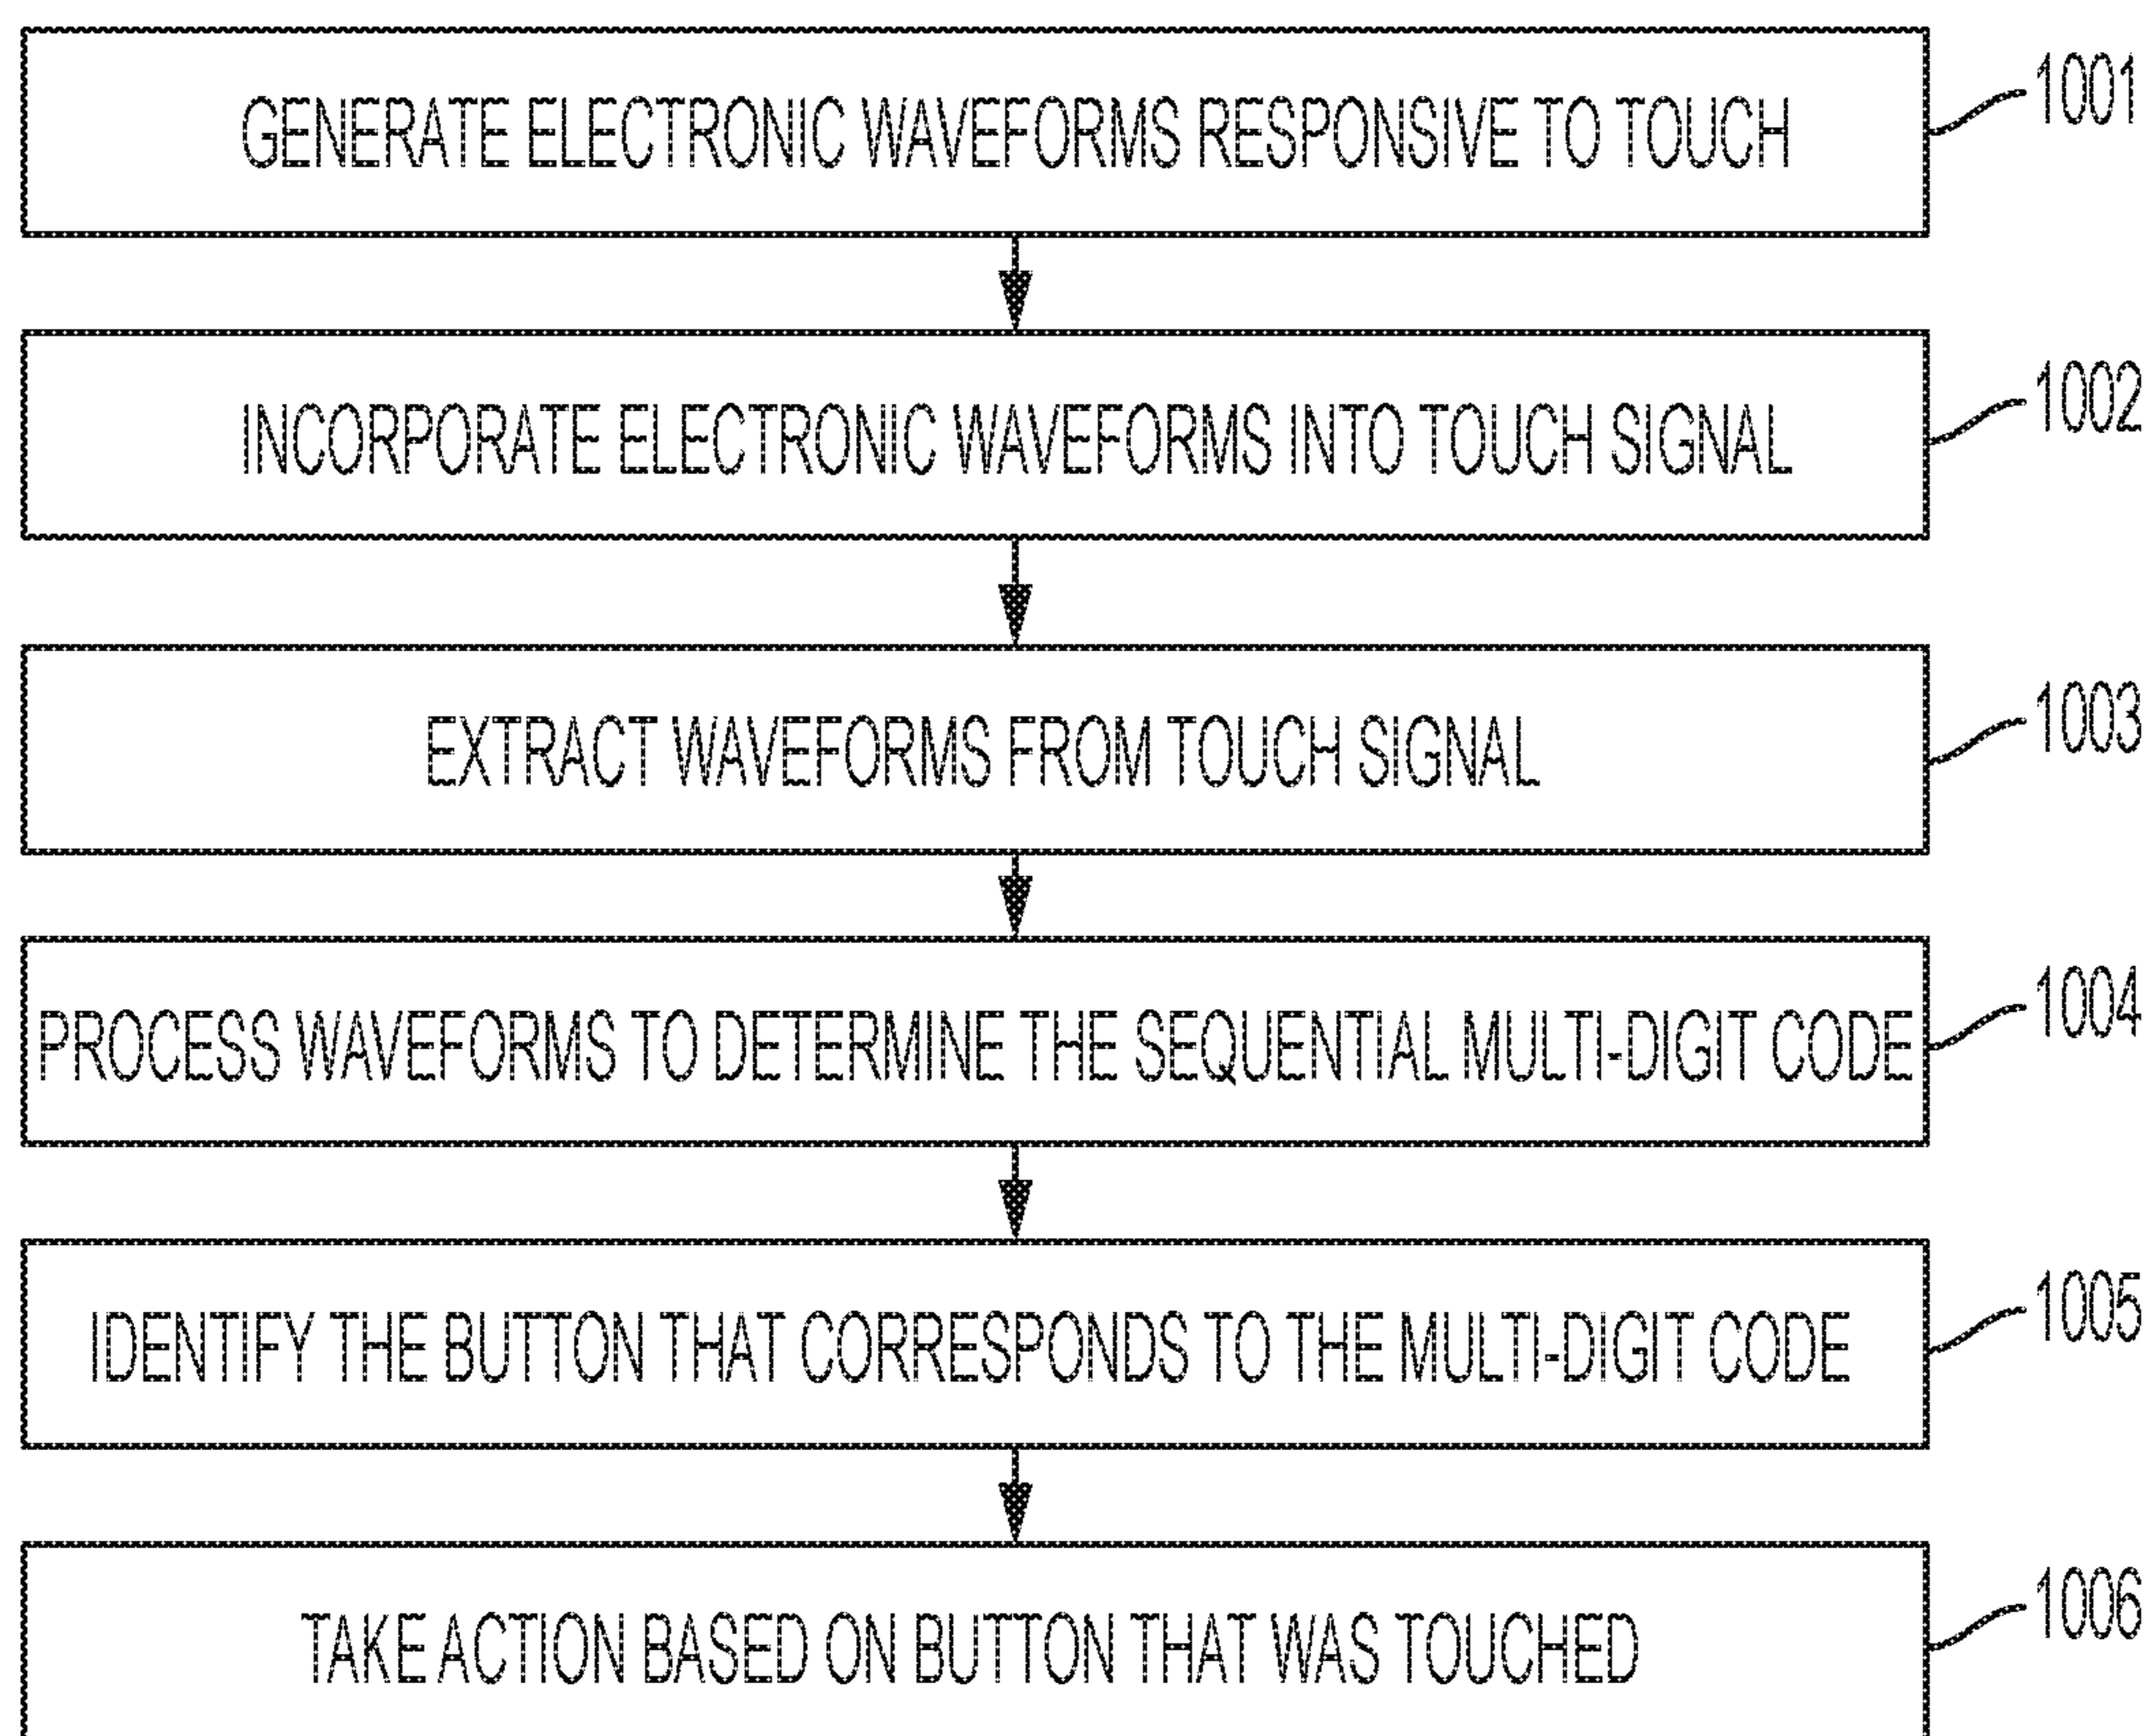 GENERATE ELECTRONIC WAVEFORMS RESPONSIVE TO TOUCH
1001
INCORPORATE ELECTRONIC WAVEFORMS INTO TOUCH SIGNAL
1002
EXTRACT WAVEFORMS FROM TOUCH SIGNAL
1003
PROCESS WAVEFORMS TO DETERMINE THE SEQUENTIAL MULTI-DIGIT CODE
1004
IDENTIFY THE BUTTON THAT CORRESPONDS TO THE MULTI-DIGIT CODE
1005
TAKE ACTION BASED ON BUTTON THAT WAS TOUCHED
1006